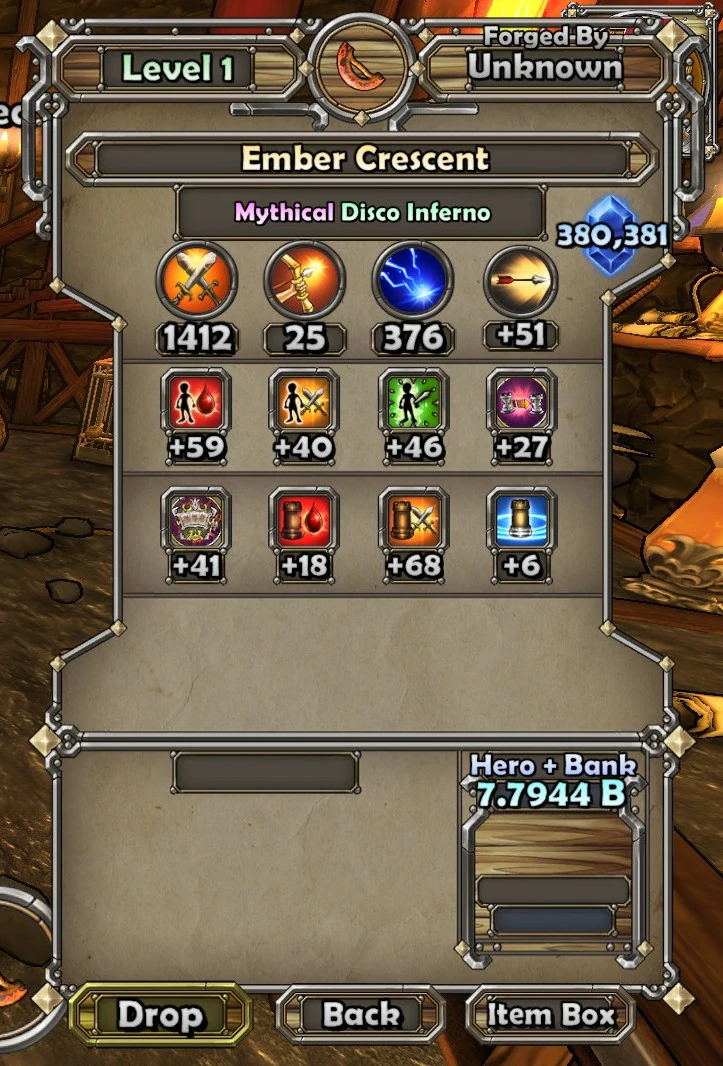 Forged By
Level 1
Unknown
Ember Crescent
Mythical Disco Inferno
380,381
1412 25 376 +51
+59 +40 +46 +27
+41 +18 +68 +6
Hero + Bank
7.7944 B
Drop Back Item Box